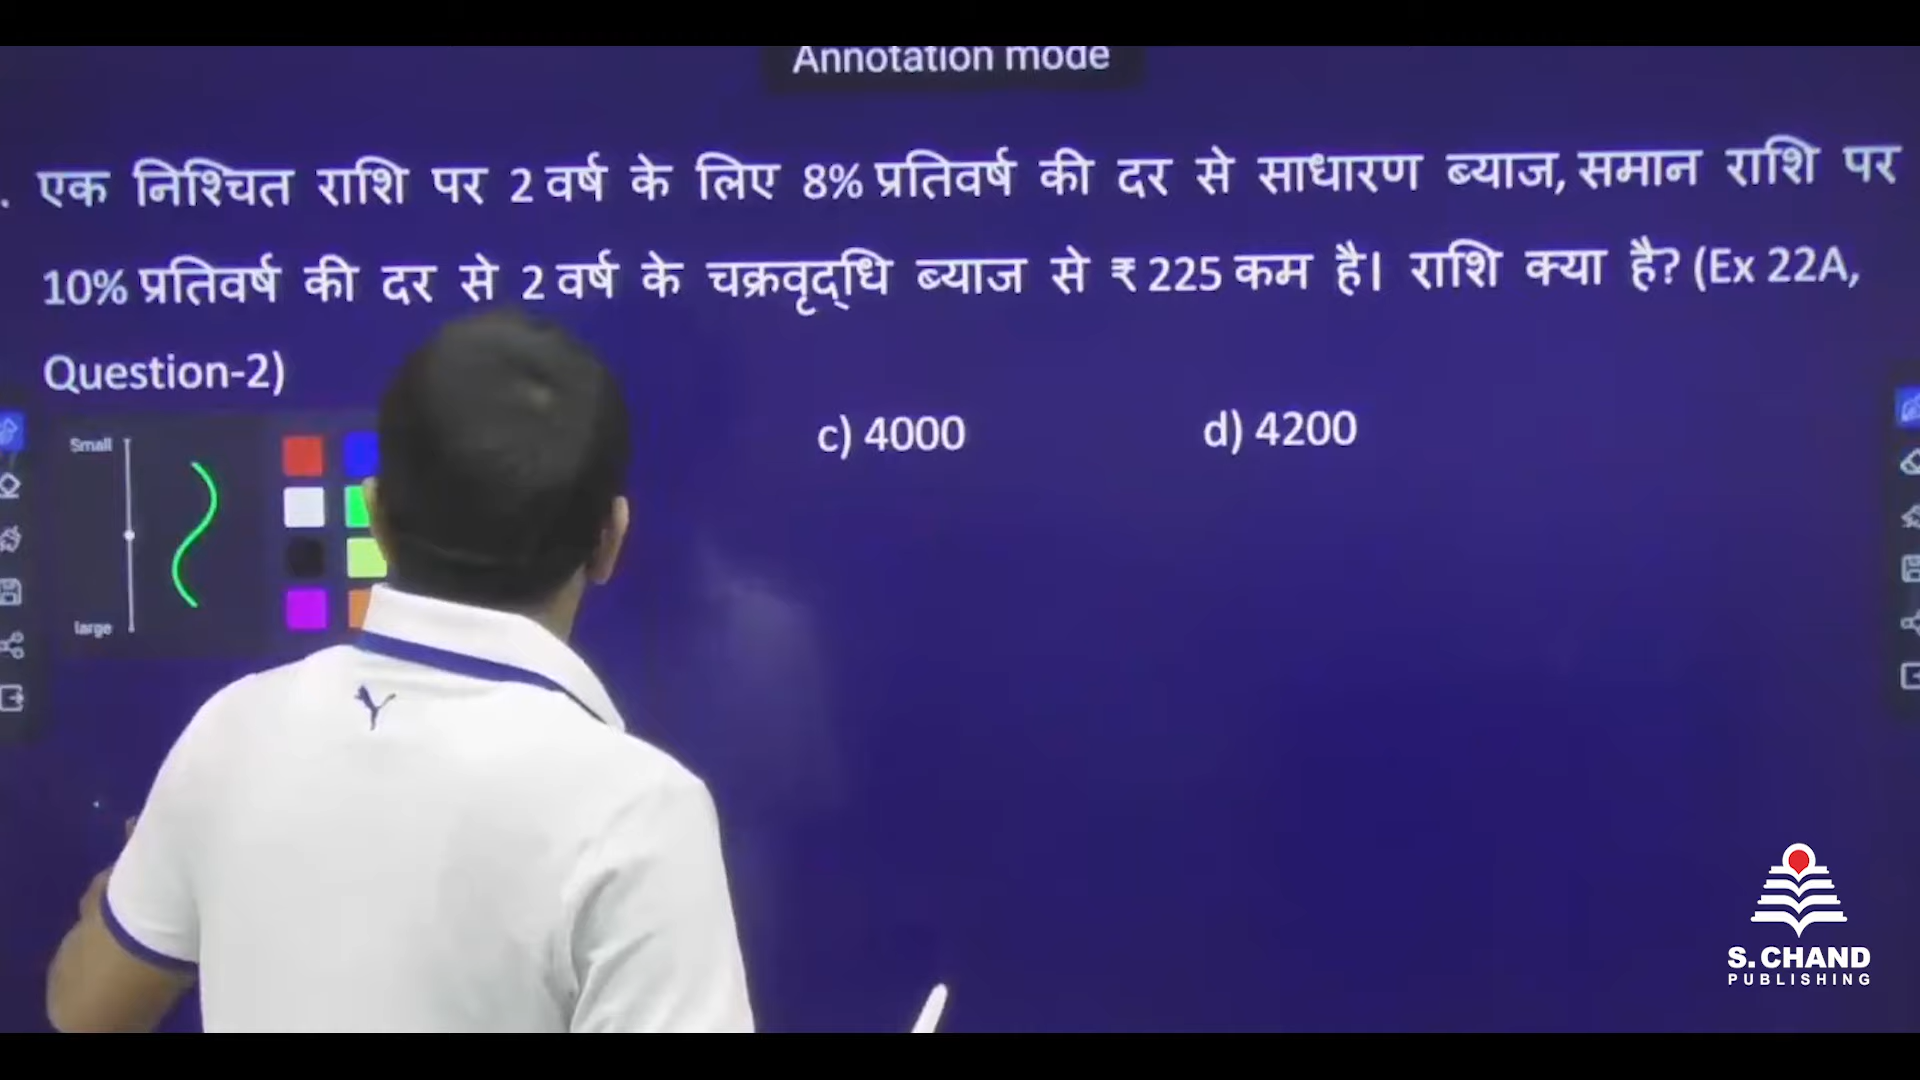 Annotation mode
. एक निश्चित राशि पर 2 वर्ष के लिए 8% प्रतिवर्ष की दर से साधारण ब्याज, समान राशि पर
10% प्रतिवर्ष की दर से 2 वर्ष के चक्रवृद्धि ब्याज से ₹ 225 कम है। राशि क्या है? (Ex 22A,
Question-2)
c) 4000 d) 4200
Small
large
S. CHAND
PUBLISHING